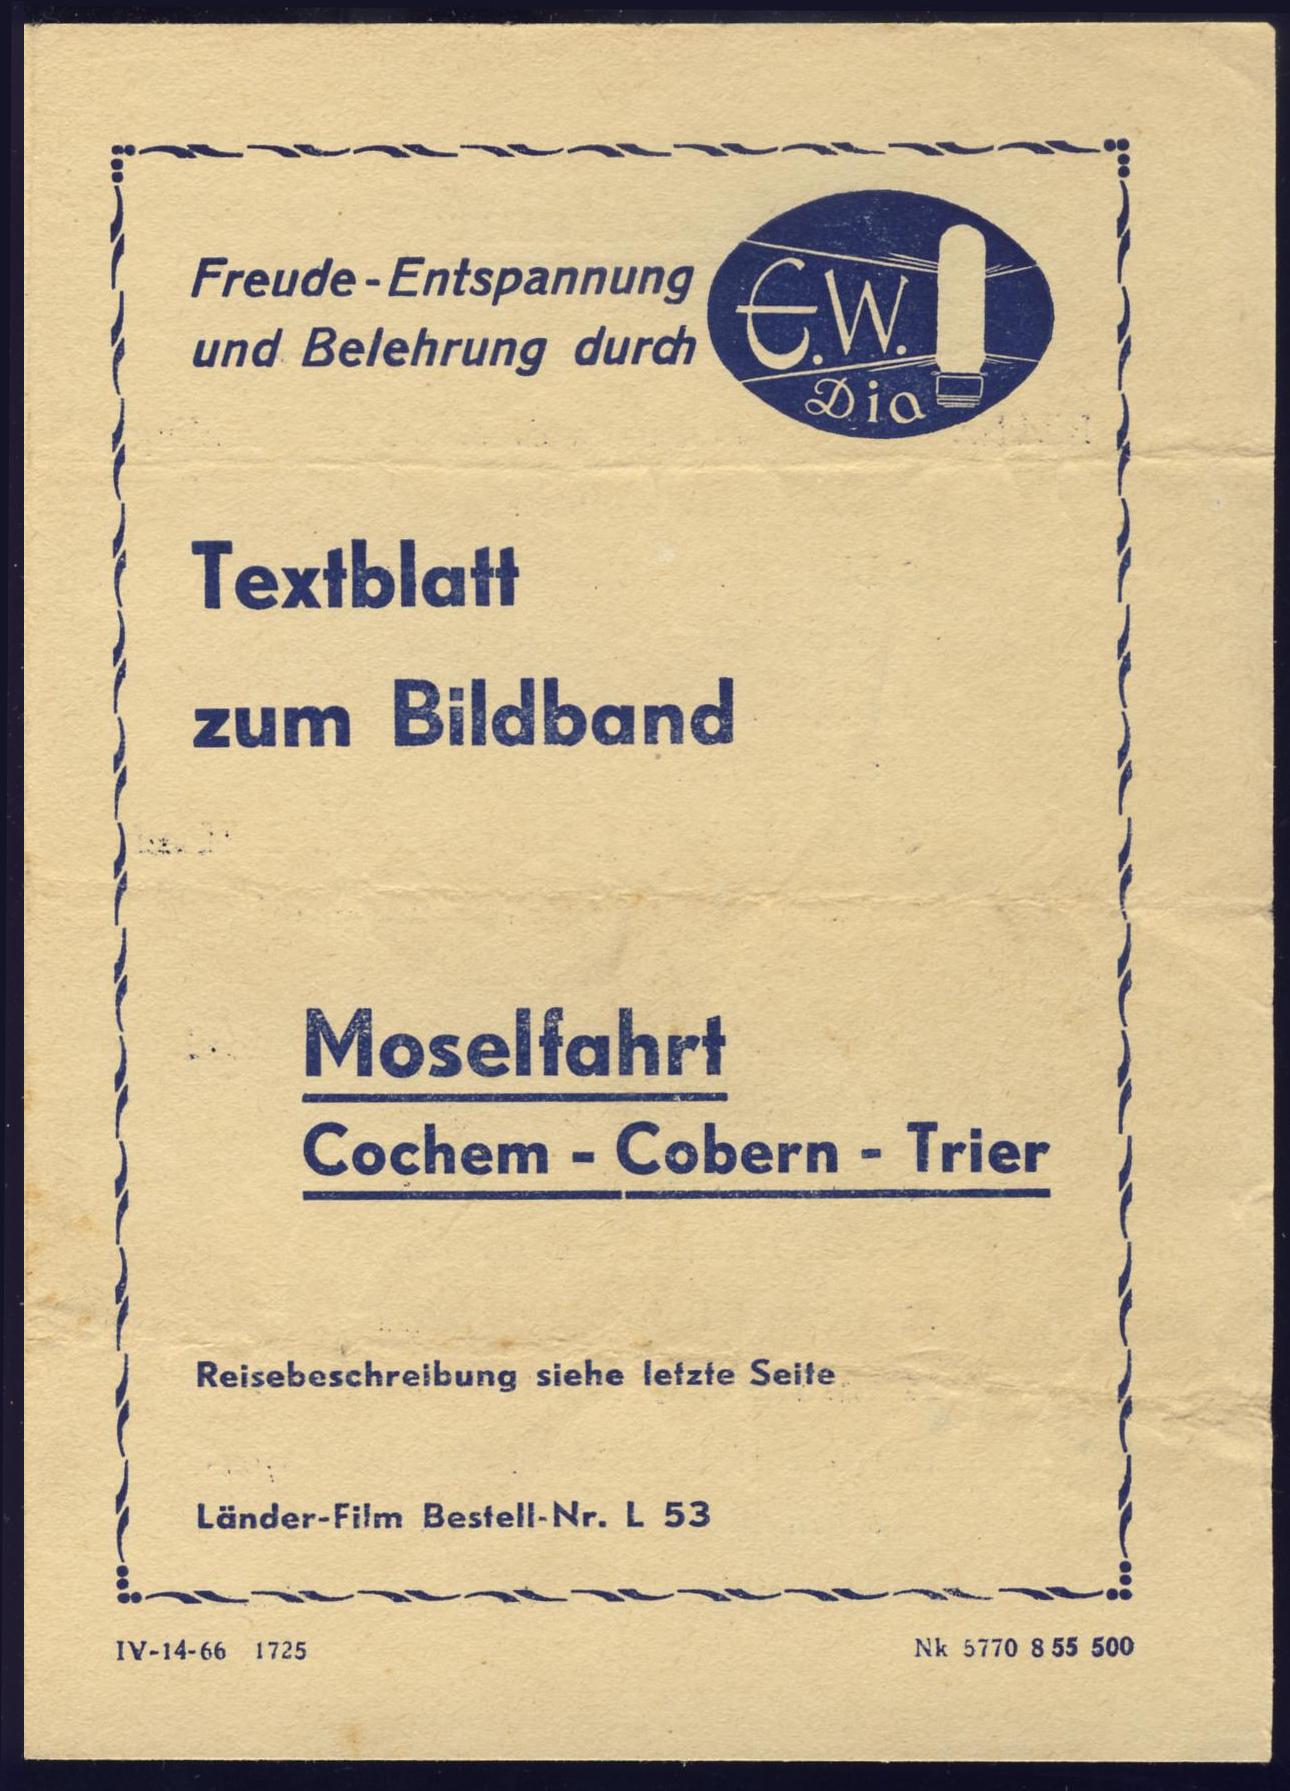 Freude-Entspannung
und Belehrung durch
E.W.
Dia
Textblatt
zum Bildband
Moselfahrt
Cochem - Cobern - Trier
Reisebeschreibung siehe letzte Seite
Länder-Film Bestell-Nr. L 53
IV-14-66 1725
Nk 5770 8 55 500